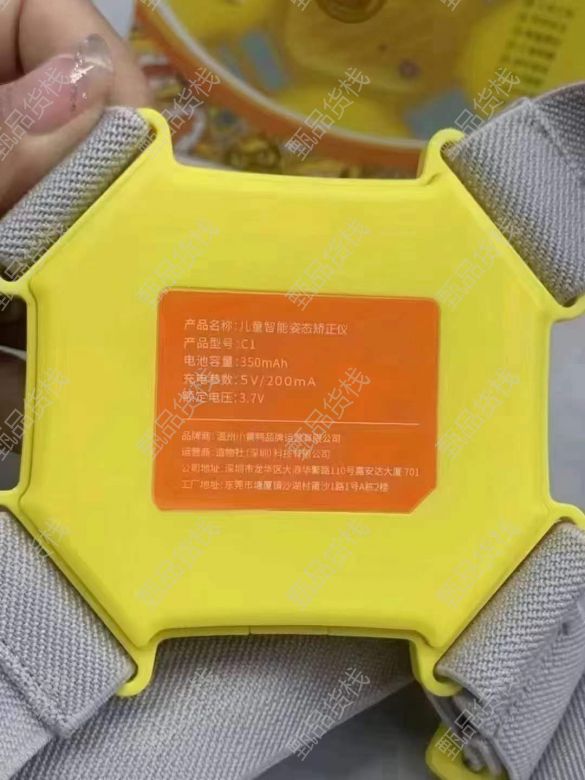 产品名称:儿童智能姿态矫正仪
产品型号:C1
电池容量:350mAh
充电参数:5V/200mA
额定电压:3.7V
品牌商:温州小黄鸭品牌运营有限公司
运营商:造物社(深圳)科技有限公司
公司地址:深圳市龙华区大浪华繁路110号嘉安达大厦701
工厂地址:东莞市塘厦镇沙湖村莆沙1路1号A栋2楼
甄品货栈